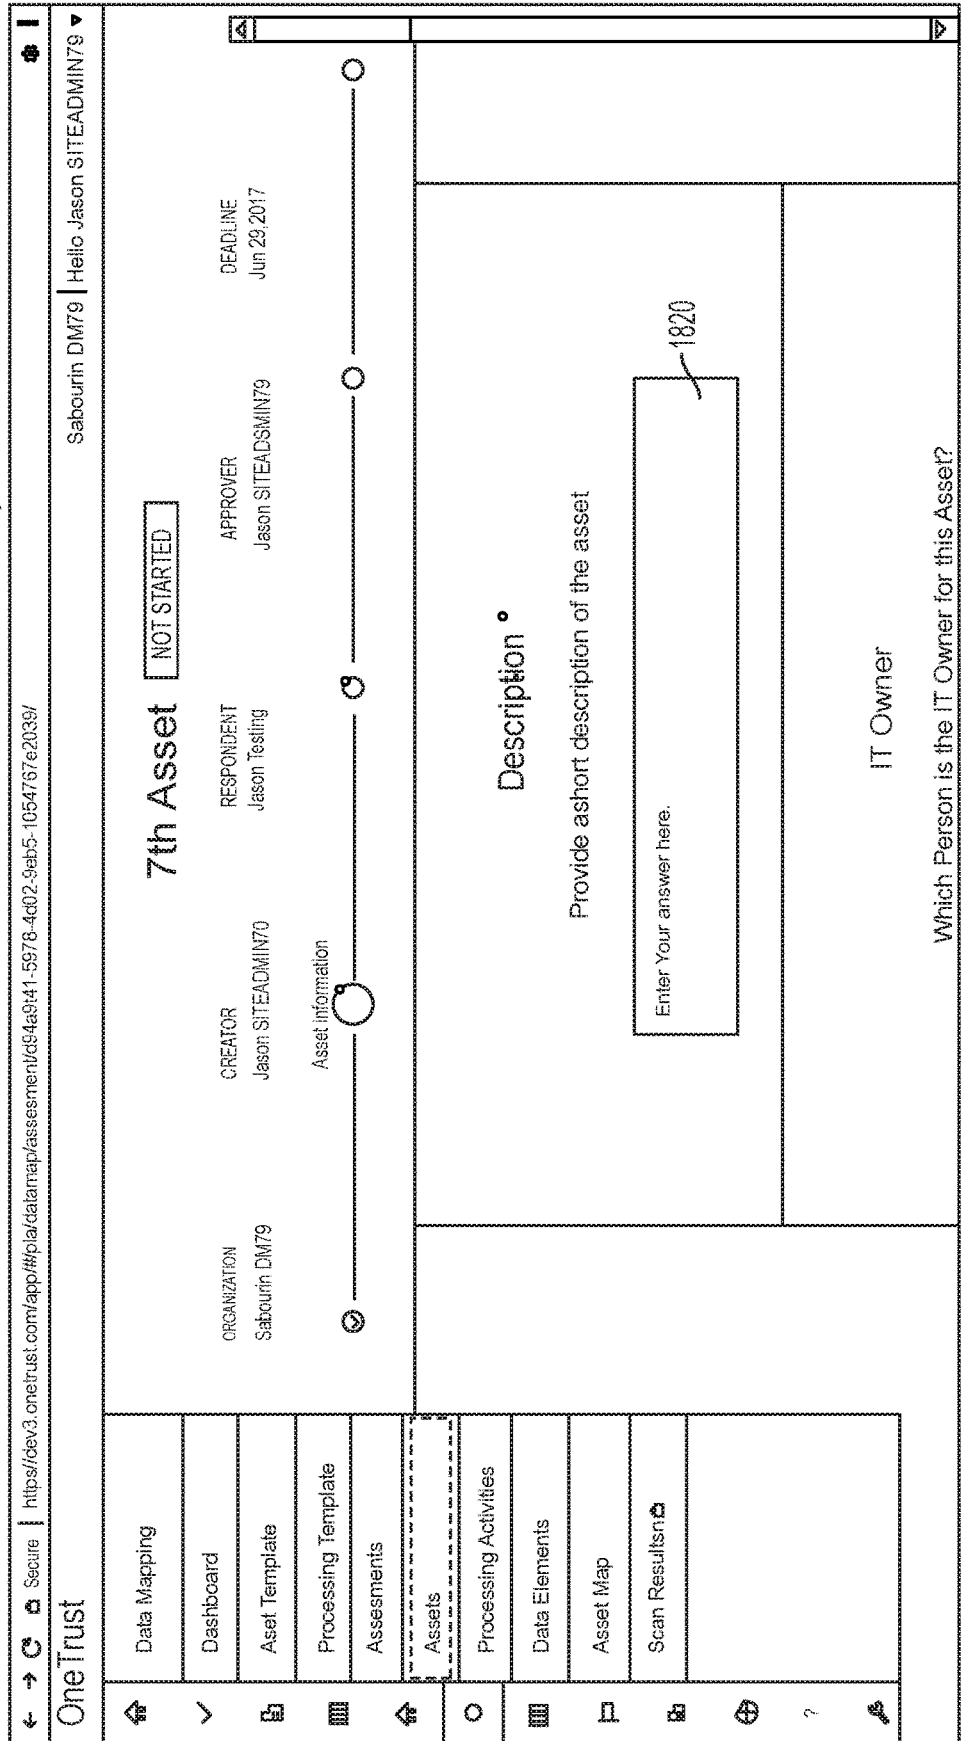 Secure | https//dev3.onetrust.com/app/#/pla/datamap/assesment/d94a9f41-5978-4d02-9eb5-1054767e2039/
OneTrust
Sabourin DM79 | Hello Jason SITEADMIN79
Data Mapping
Dashboard
Aset Template
Processing Template
Assesments
Assets
Processing Activities
Data Elements
Asset Map
Scan Resultsn
?
7th Asset NOT STARTED
ORGANIZATION CREATOR RESPONDENT APPROVER DEADLINE
Sabourin DM79 Jason SITEADMIN70 Jason Testing Jason SITEADSMIN79 Jun 29,2017
Asset Information
Description
Provide ashort description of the asset
Enter Your answer here.
1820
IT Owner
Which Person is the IT Owner for this Asset?